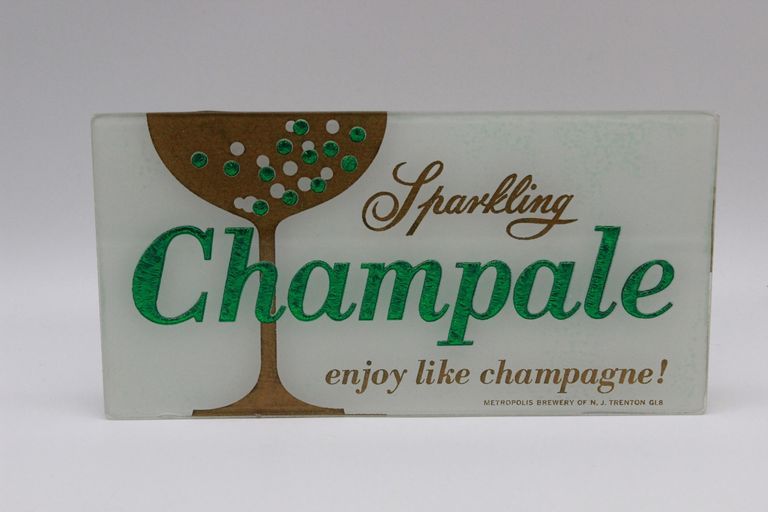 Sparkling
Champale
enjoy like champagne!
METROPOLIS BREWERY OF N. J. TRENTON GL8